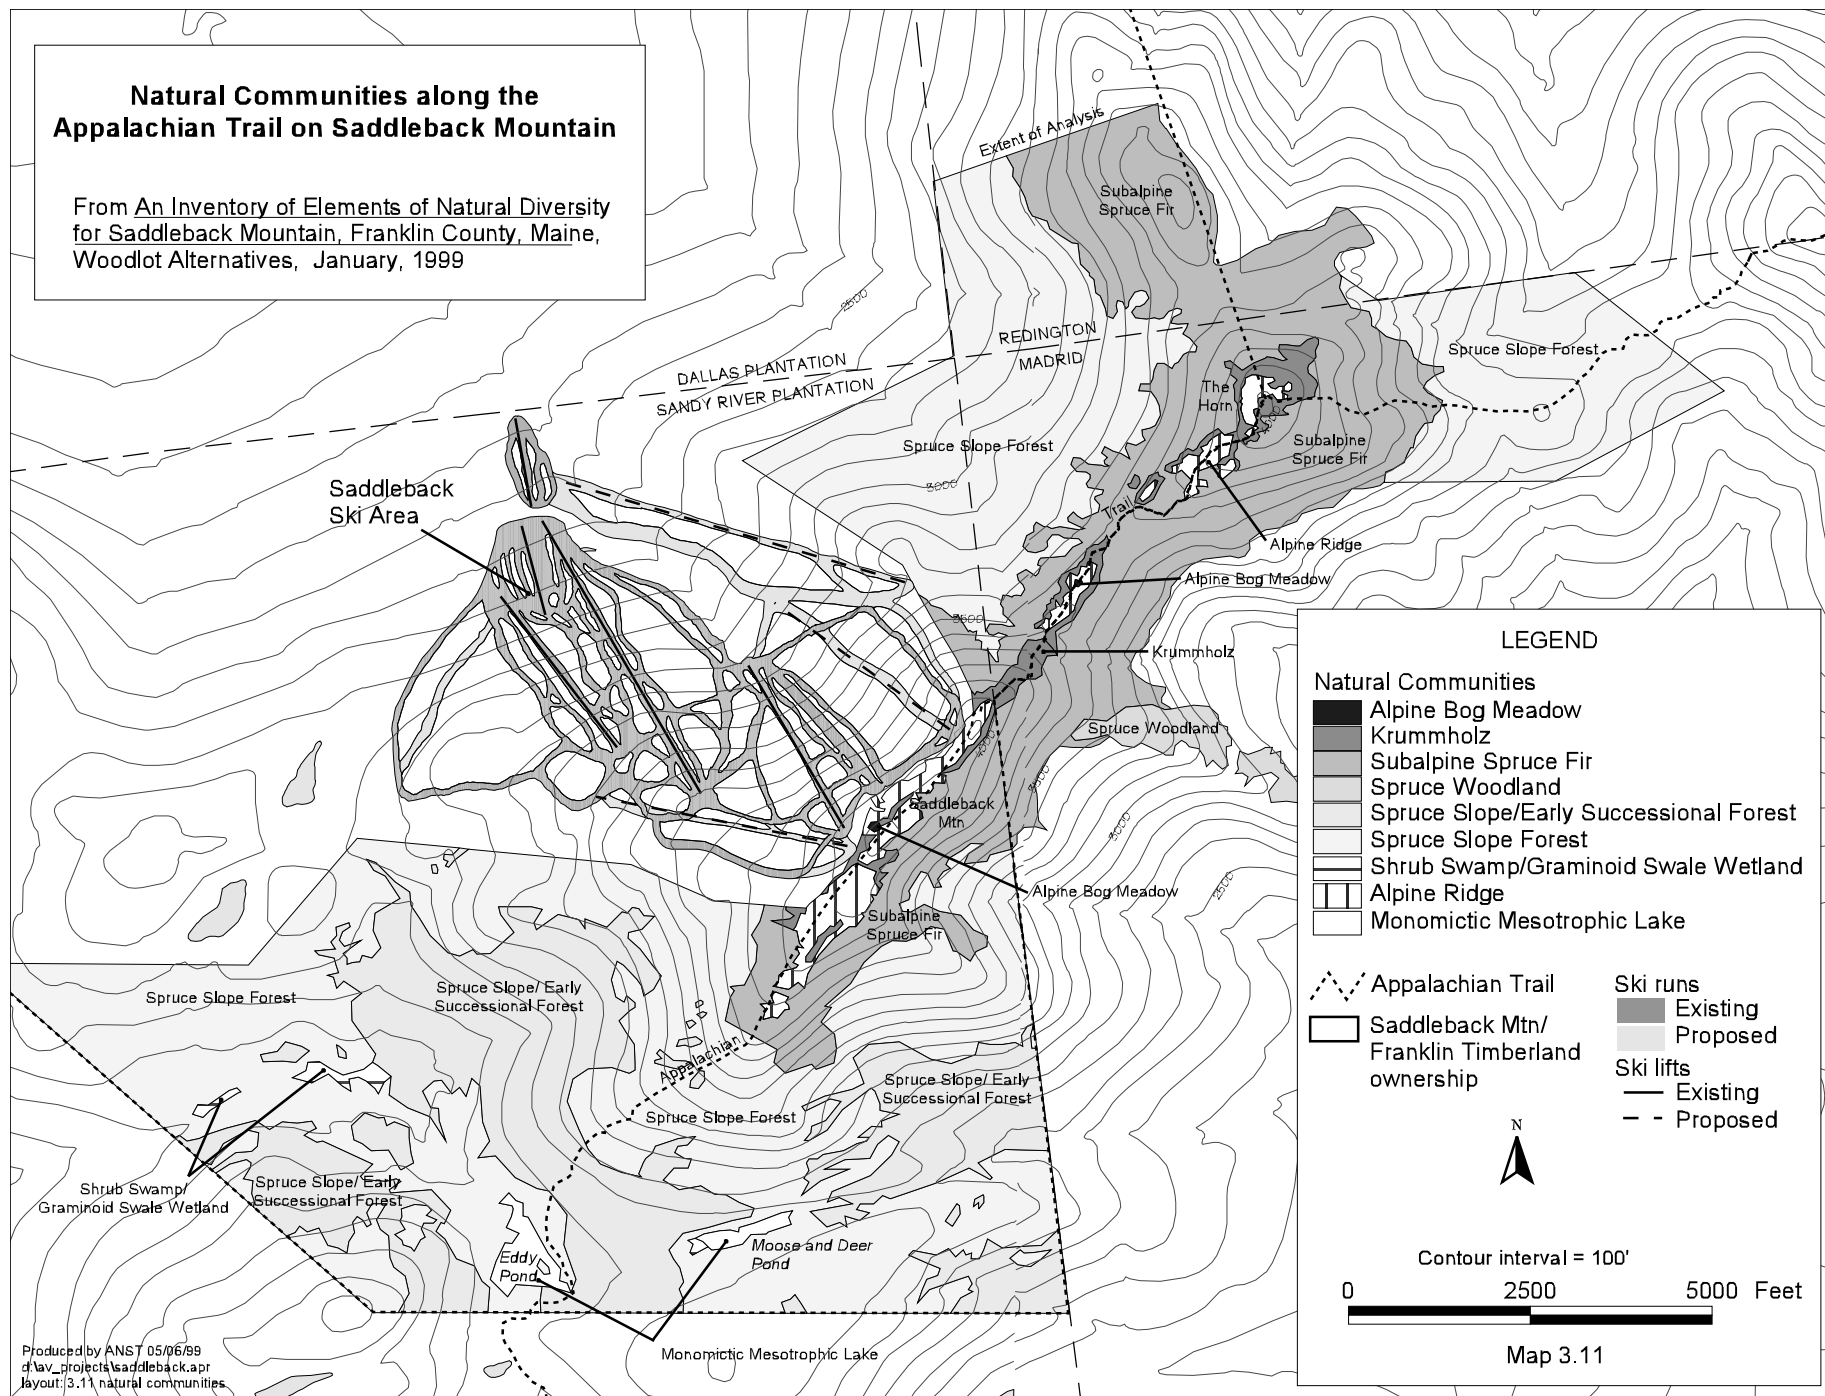 Natural Communities along the
Appalachian Trail on Saddleback Mountain
From An Inventory of Elements of Natural Diversity
for Saddleback Mountain, Franklin County, Maine,
Woodlot Alternatives, January, 1999
Extent of Analysis
Subalpine
Spruce Fir
2500
REDINGTON
MADRID
DALLAS PLANTATION
SANDY RIVER PLANTATION
Spruce Slope Forest
The
Horn
4000
Spruce Slope Forest
Subalpine
Spruce Fir
3000
Saddleback
Ski Area
Trail
Alpine Ridge
Alpine Bog Meadow
3500
Krummholz
Spruce Woodland
4000
3500
Saddleback
Mtn
3000
2500
Alpine Bog Meadow
Subalpine
Spruce Fir
Spruce Slope Forest
Spruce Slope/ Early
Successional Forest
Appalachian
Spruce Slope/ Early
Successional Forest
Spruce Slope Forest
Shrub Swamp/
Graminoid Swale Wetland
Spruce Slope/ Early
Successional Forest
Eddy
Pond
Moose and Deer
Pond
Monomictic Mesotrophic Lake
Produced by ANST 05/06/99
d:\av_projects\saddleback.apr
layout: 3.11 natural communities
LEGEND
Natural Communities
Alpine Bog Meadow
Krummholz
Subalpine Spruce Fir
Spruce Woodland
Spruce Slope/Early Successional Forest
Spruce Slope Forest
Shrub Swamp/Graminoid Swale Wetland
Alpine Ridge
Monomictic Mesotrophic Lake
Appalachian Trail
Saddleback Mtn/
Franklin Timberland
ownership
Ski runs
Existing
Proposed
Ski lifts
Existing
Proposed
N
Contour interval = 100'
0 2500 5000 Feet
Map 3.11